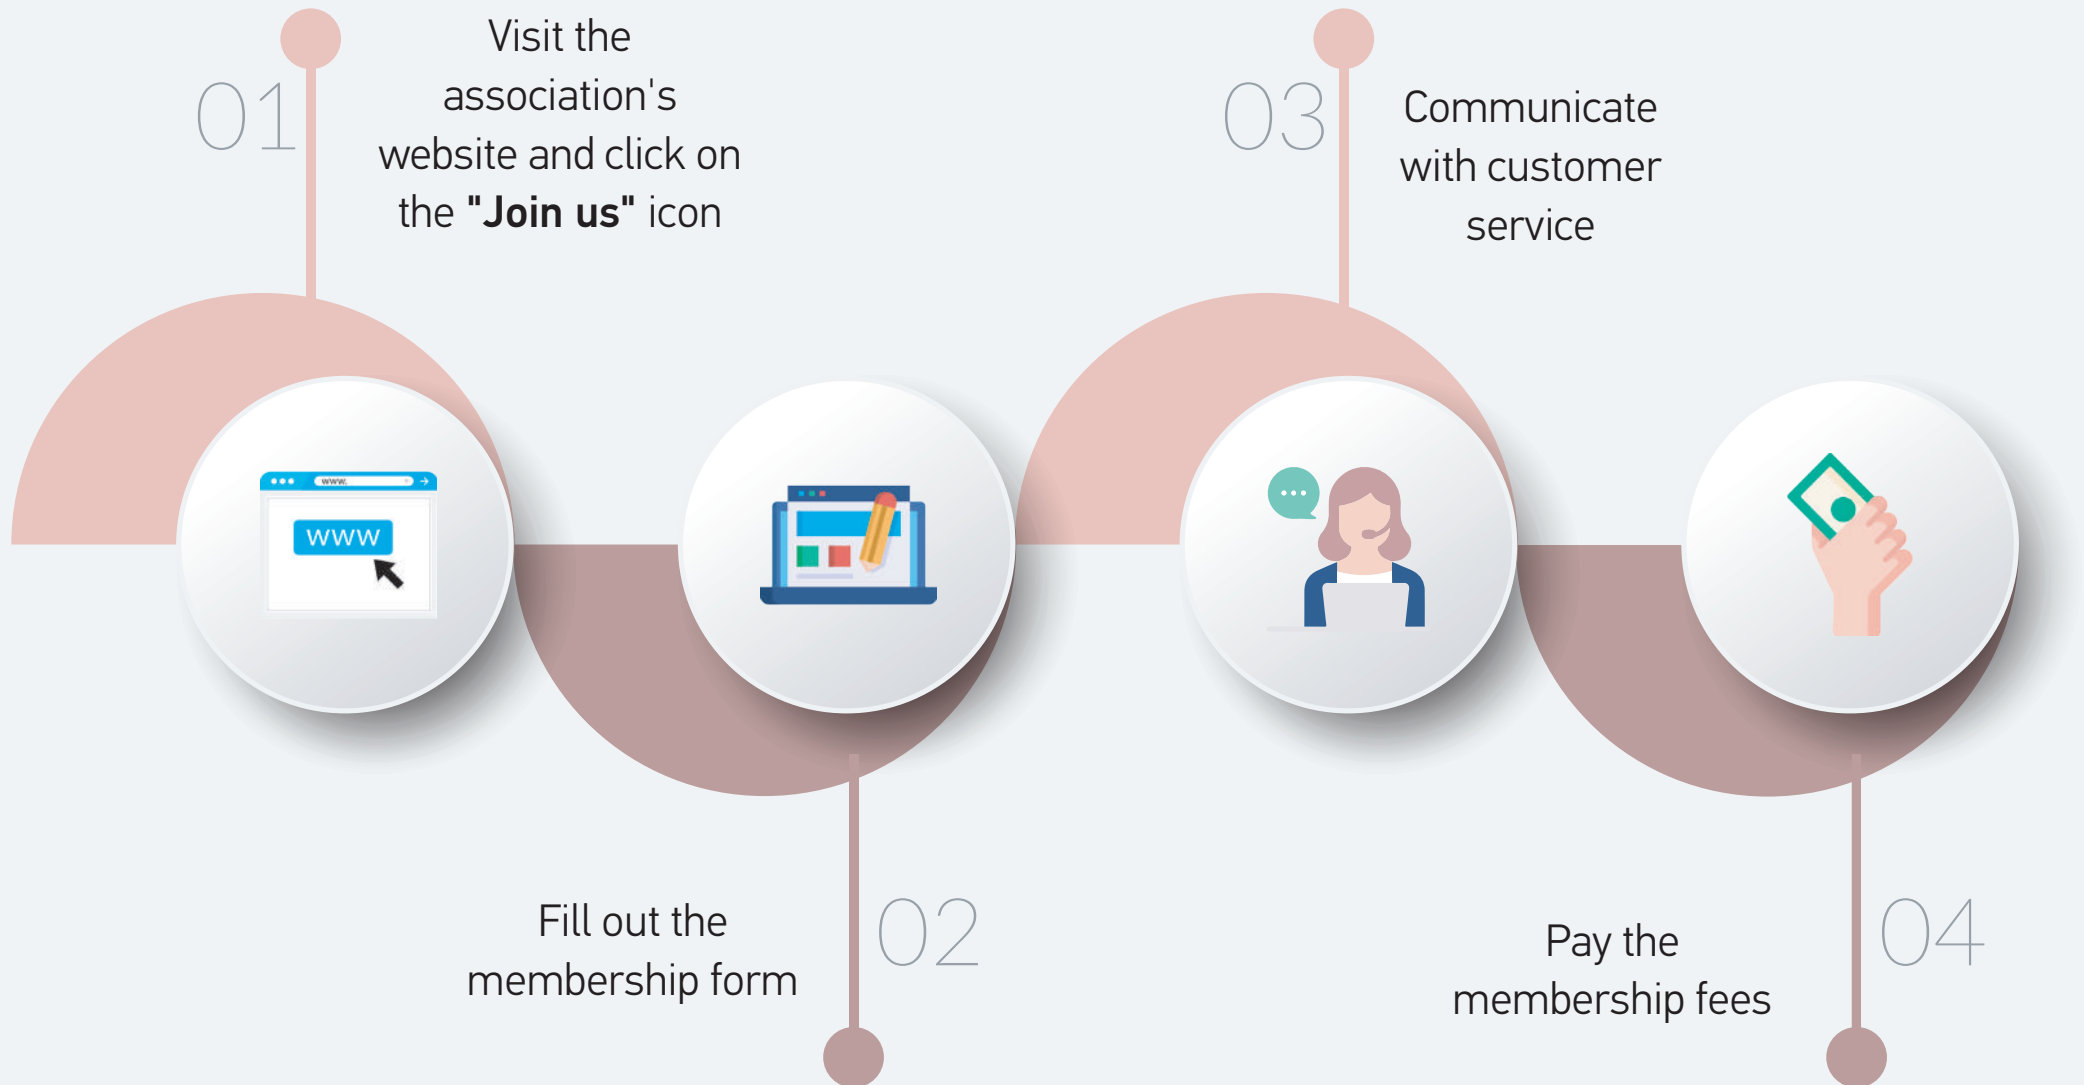 01
Visit the
association's
website and click on
the "Join us" icon
www.
WWW
Fill out the
membership form
02
03
Communicate
with customer
service
Pay the
membership fees
04